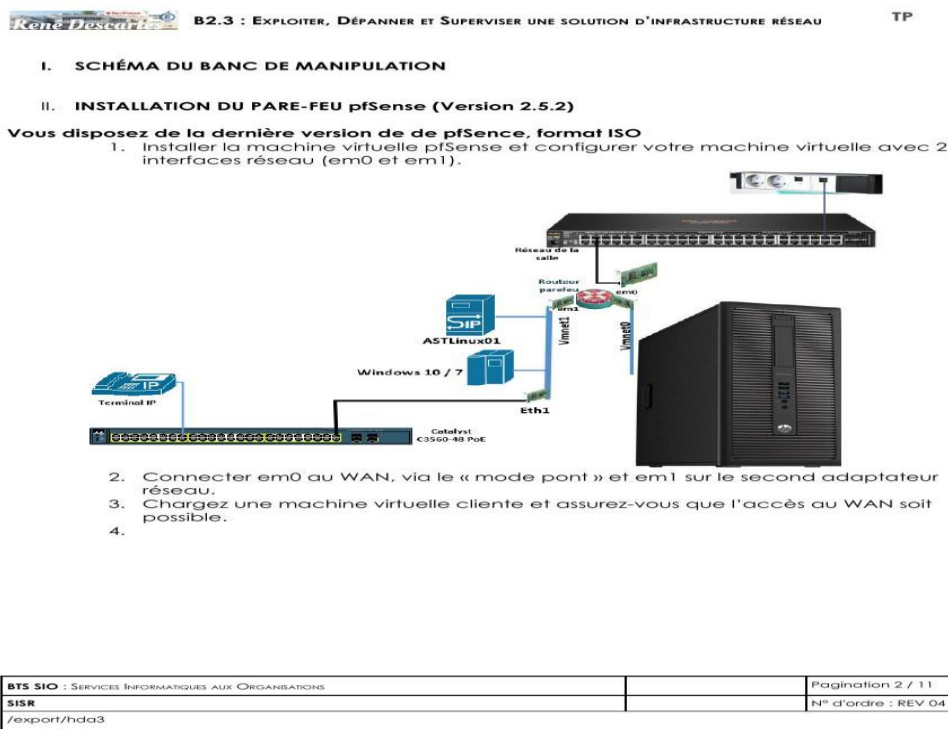 René Descartes
B2.3 : EXPLOITER, DÉPANNER ET SUPERVISER UNE SOLUTION D'INFRASTRUCTURE RÉSEAU
TP
I. SCHÉMA DU BANC DE MANIPULATION
II. INSTALLATION DU PARE-FEU pfSense (Version 2.5.2)
Vous disposez de la dernière version de de pfSence, format ISO
1. Installer la machine virtuelle pfSense et configurer votre machine virtuelle avec 2
interfaces réseau (em0 et em1).
Réseau de la
salle
Routeur
parefeu
em0
em1
Vmnet1
Vmnet0
SIP
ASTLinux01
Windows 10 / 7
IP
Terminal IP
Eth1
Catalyst
C3560-48 PoE
2. Connecter em0 au WAN, via le « mode pont » et em1 sur le second adaptateur
réseau.
3. Chargez une machine virtuelle cliente et assurez-vous que l'accès au WAN soit
possible.
4.
BTS SIO : SERVICES INFORMATIQUES AUX ORGANISATIONS
Pagination 2 / 11
SISR
N° d'ordre : REV 04
/export/hda3